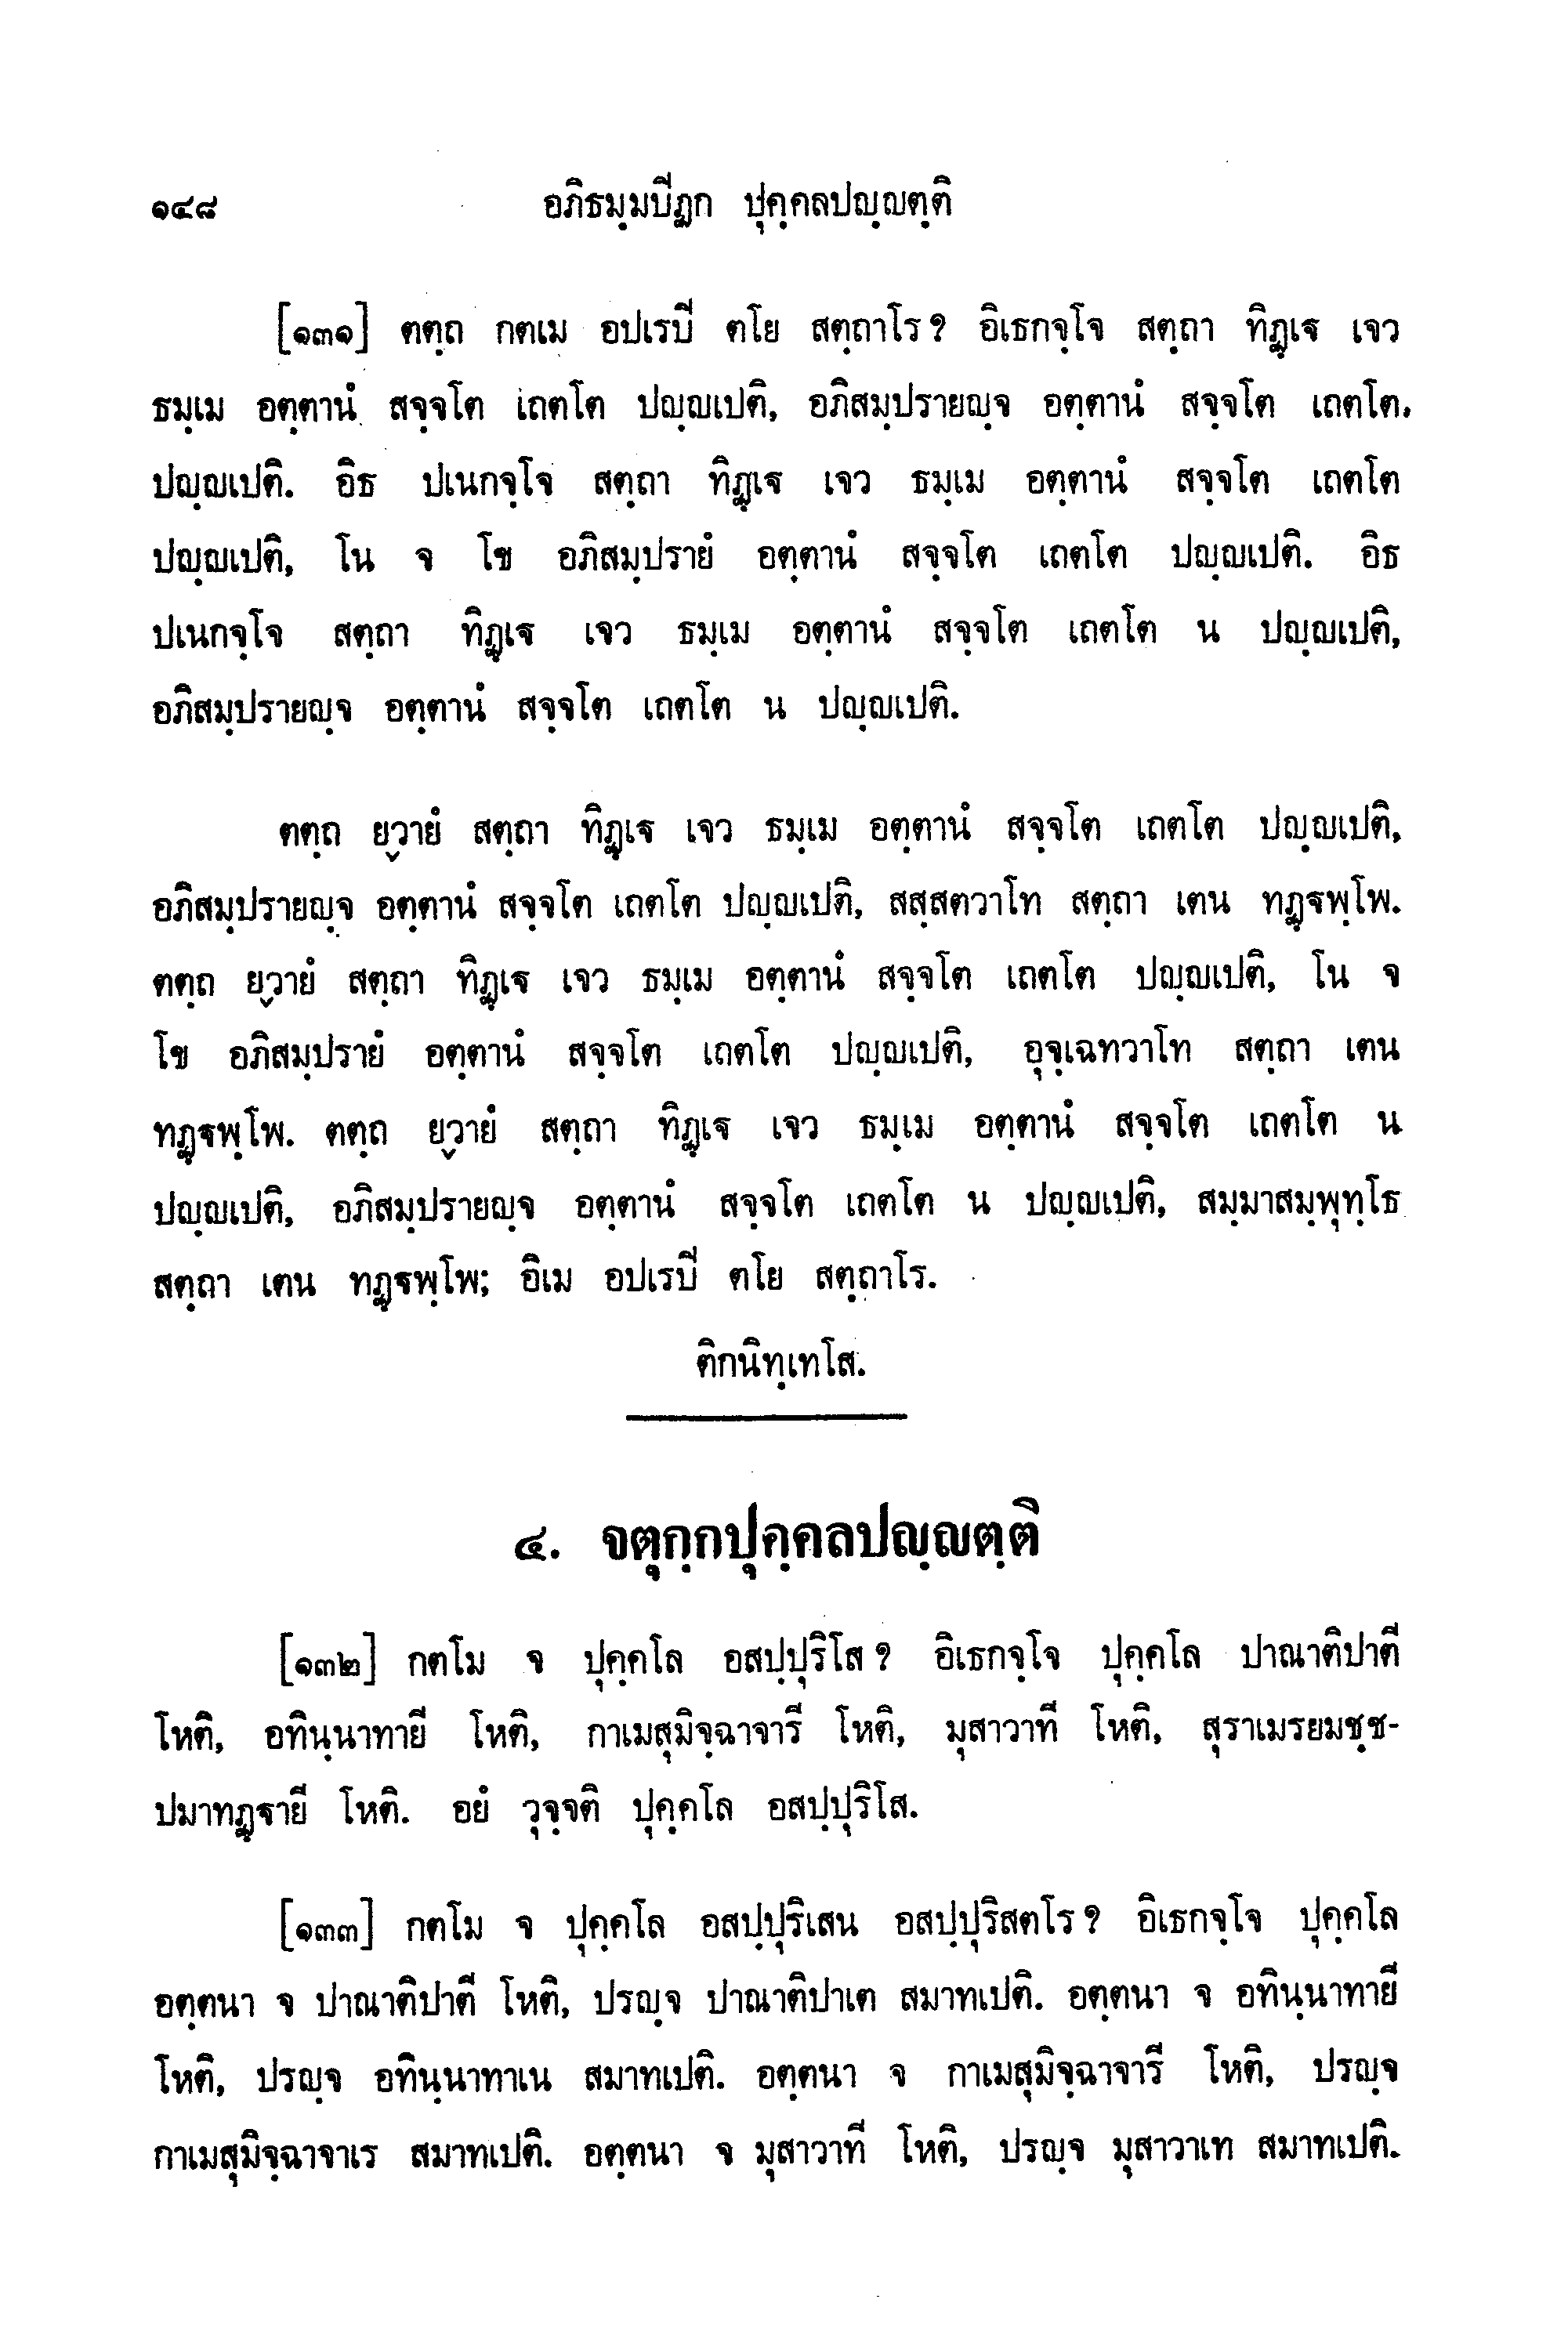 ๑๔๘ อภิธมฺมปีฏก ปุคฺคลปญฺญตฺติ
[๑๓๑] ตตฺถ กตเม อปเรปี ตโย สตฺถาโร? อิเธกจฺโจ สตฺถา ทิฏฺเฐ เจว
ธมฺเม อตฺตานํ สจฺจโต เถตโต ปญฺญเปติ, อภิสมฺปรายญฺจ อตฺตานํ สจฺจโต เถตโต.
ปญฺญเปติ. อิธ ปเนกจฺโจ สตฺถา ทิฏฺเฐ เจว ธมฺเม อตฺตานํ สจฺจโต เถตโต
ปญฺญเปติ, โน จ โข อภิสมฺปรายํ อตฺตานํ สจฺจโต เถตโต ปญฺญเปติ. อิธ
ปเนกจฺโจ สตฺถา ทิฏฺเฐ เจว ธมฺเม อตฺตานํ สจฺจโต เถตโต น ปญฺญเปติ,
อภิสมฺปรายญฺจ อตฺตานํ สจฺจโต เถตโต น ปญฺญเปติ.
ตตฺถ ยฺวายํ สตฺถา ทิฏฺเฐ เจว ธมฺเม อตฺตานํ สจฺจโต เถตโต ปญฺญเปติ,
อภิสมฺปรายญฺจ อตฺตานํ สจฺจโต เถตโต ปญฺญเปติ, สสฺสตวาโท สตฺถา เตน ทฏฺฐพฺโพ.
ตตฺถ ยฺวายํ สตฺถา ทิฏฺเฐ เจว ธมฺเม อตฺตานํ สจฺจโต เถตโต ปญฺญเปติ, โน จ
โข อภิสมฺปรายํ อตฺตานํ สจฺจโต เถตโต ปญฺญเปติ, อุจฺเฉทวาโท สตฺถา เตน
ทฏฺฐพฺโพ. ตตฺถ ยฺวายํ สตฺถา ทิฏฺเฐ เจว ธมฺเม อตฺตานํ สจฺจโต เถตโต น
ปญฺญเปติ, อภิสมฺปรายญฺจ อตฺตานํ สจฺจโต เถตโต น ปญฺญเปติ, สมฺมาสมฺพุทฺโธ
สตฺถา เตน ทฏฺฐพฺโพ; อิเม อปเรปี ตโย สตฺถาโร.
ติกนิทฺเทโส.
๔. จตุกฺกปุคฺคลปญฺญตฺติ
[๑๓๒] กตโม จ ปุคฺคโล อสปฺปุริโส? อิเธกจฺโจ ปุคฺคโล ปาณาติปาตี
โหติ, อทินฺนาทายี โหติ, กาเมสุมิจฺฉาจารี โหติ, มุสาวาที โหติ, สุราเมรยมชฺช-
ปมาทฏฺฐายี โหติ. อยํ วุจฺจติ ปุคฺคโล อสปฺปุริโส.
[๑๓๓] กตโม จ ปุคฺคโล อสปฺปุริเสน อสปฺปุริสตโร? อิเธกจฺโจ ปุคฺคโล
อตฺตนา จ ปาณาติปาตี โหติ, ปรญฺจ ปาณาติปาเต สมาทเปติ. อตฺตนา จ อทินฺนาทายี
โหติ, ปรญฺจ อทินฺนาทาเน สมาทเปติ. อตฺตนา จ กาเมสุมิจฺฉาจารี โหติ, ปรญฺจ
กาเมสุมิจฺฉาจาเร สมาทเปติ. อตฺตนา จ มุสาวาที โหติ, ปรญฺจ มุสาวาเท สมาทเปติ.